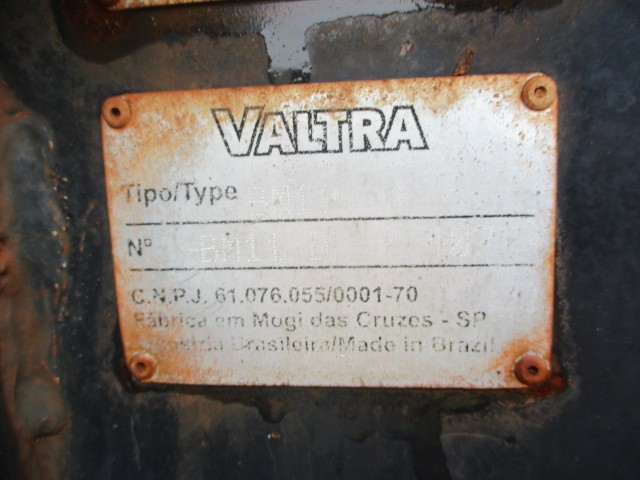 VALTRA
Tipo/Type
Nº
C.N.P.J. 61.076.055/0001-70
Fábrica em Mogi das Cruzes - SP
Brasileira/Made in Brazil